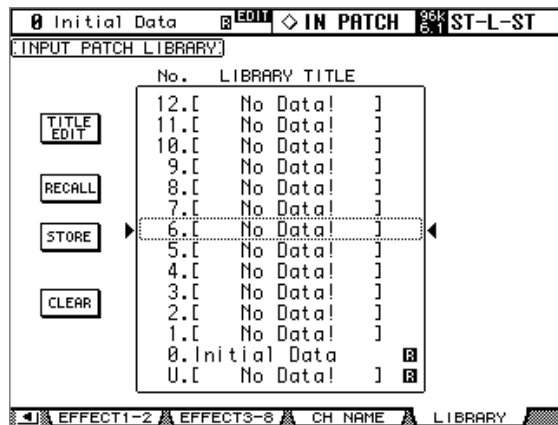 0 Initial Data R EDIT ◇ IN PATCH 96k 6.1 ST-L-ST
INPUT PATCH LIBRARY
No. LIBRARY TITLE
12.[ No Data! ]
TITLE EDIT
11.[ No Data! ]
10.[ No Data! ]
9.[ No Data! ]
RECALL
8.[ No Data! ]
7.[ No Data! ]
STORE
6.[ No Data! ]
5.[ No Data! ]
4.[ No Data! ]
CLEAR
3.[ No Data! ]
2.[ No Data! ]
1.[ No Data! ]
0.Initial Data R
U.[ No Data! ] R
EFFECT1-2 EFFECT3-8 CH NAME LIBRARY